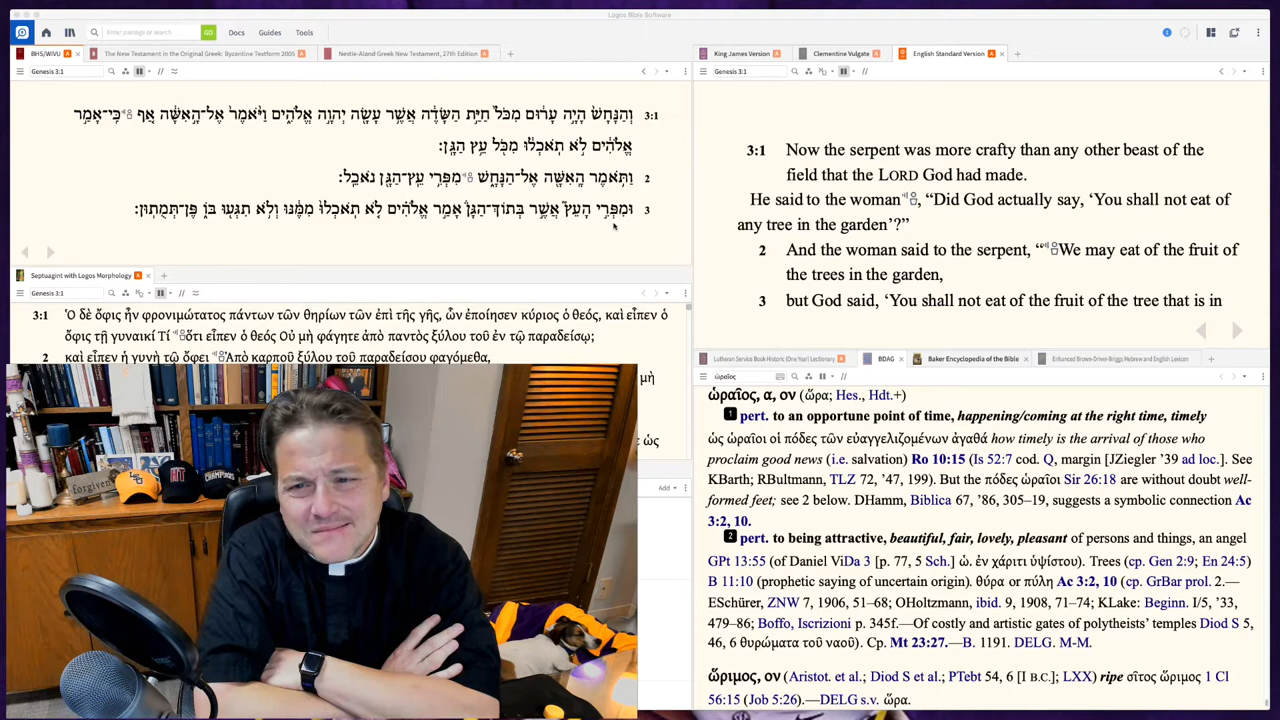 Logos Bible Software
Enter passage or command
GO
Docs
Guides
Tools
BHS/WIVU A
The New Testament in the Original Greek: Byzantine Textform 2005 A
Nestle-Aland Greek New Testament, 27th Edition A
Genesis 3:1
3:1 וְהַנָּחָשׁ֙ הָיָ֣ה עָר֔וּם מִכֹּל֙ חַיַּ֣ת הַשָּׂדֶ֔ה אֲשֶׁ֥ר עָשָׂ֖ה יְהוָ֣ה אֱלֹהִ֑ים וַיֹּ֙אמֶר֙ אֶל־הָ֣אִשָּׁ֔ה אַ֚ף כִּֽי־אָמַ֣ר
אֱלֹהִ֔ים לֹ֣א תֹֽאכְל֔וּ מִכֹּ֖ל עֵ֥ץ הַגָּֽן׃
2 וַתֹּ֥אמֶר הָֽאִשָּׁ֖ה אֶל־הַנָּחָ֑שׁ מִפְּרִ֥י עֵֽץ־הַגָּ֖ן נֹאכֵֽל׃
3 וּמִפְּרִ֣י הָעֵץ֮ אֲשֶׁ֣ר בְּתוֹךְ־הַגָּן֒ אָמַ֣ר אֱלֹהִ֗ים לֹ֤א תֹֽאכְלוּ֙ מִמֶּ֔נּוּ וְלֹ֥א תִגְּע֖וּ בּ֑וֹ פֶּן־תְּמֻתֽוּן׃
Septuagint with Logos Morphology A
Genesis 3:1
3:1 Ὁ δὲ ὄφις ἦν φρονιμώτατος πάντων τῶν θηρίων τῶν ἐπὶ τῆς γῆς, ὧν ἐποίησεν κύριος ὁ θεός, καὶ εἶπεν ὁ
ὄφις τῇ γυναικί Τί ὅτι εἶπεν ὁ θεός Οὐ μὴ φάγητε ἀπὸ παντὸς ξύλου τοῦ ἐν τῷ παραδείσῳ;
2 καὶ εἶπεν ἡ γυνὴ τῷ ὄφει Ἀπὸ καρποῦ ξύλου τοῦ παραδείσου φαγόμεθα,
μὴ
ὡς
Add
Forgiven
CHAMPIONS
King James Version A
Clementine Vulgate A
English Standard Version A
Genesis 3:1
3:1 Now the serpent was more crafty than any other beast of the
field that the LORD God had made.
He said to the woman, “Did God actually say, ‘You shall not eat of
any tree in the garden’?”
2 And the woman said to the serpent, “We may eat of the fruit of
the trees in the garden,
3 but God said, ‘You shall not eat of the fruit of the tree that is in
Lutheran Service Book Historic (One Year) Lectionary A
BDAG A
Baker Encyclopedia of the Bible A
Enhanced Brown-Driver-Briggs Hebrew and English Lexicon
ὡραῖος
ὡραῖος, α, ον (ὥρα; Hes., Hdt.+)
1 pert. to an opportune point of time, happening/coming at the right time, timely
ὡς ὡραῖοι οἱ πόδες τῶν εὐαγγελιζομένων ἀγαθά how timely is the arrival of those who
proclaim good news (i.e. salvation) Ro 10:15 (Is 52:7 cod. Q, margin [JZiegler ’39 ad loc.]. See
KBarth; RBultmann, TLZ 72, ’47, 199). But the πόδες ὡραῖοι Sir 26:18 are without doubt well-
formed feet; see 2 below. DHamm, Biblica 67, ’86, 305–19, suggests a symbolic connection Ac
3:2, 10.
2 pert. to being attractive, beautiful, fair, lovely, pleasant of persons and things, an angel
GPt 13:55 (of Daniel ViDa 3 [p. 77, 5 Sch.] ὡ. ἐν χάριτι ὑψίστου). Trees (cp. Gen 2:9; En 24:5)
B 11:10 (prophetic saying of uncertain origin). θύρα or πύλη Ac 3:2, 10 (cp. GrBar prol. 2.—
ESchürer, ZNW 7, 1906, 51–68; OHoltzmann, ibid. 9, 1908, 71–74; KLake: Beginn. I/5, ’33,
479–86; Boffo, Iscrizioni p. 345f.—Of costly and artistic gates of polytheists’ temples Diod S 5,
46, 6 θυρώματα τοῦ ναοῦ). Cp. Mt 23:27.—B. 1191. DELG. M-M.
ὥριμος, ον (Aristot. et al.; Diod S et al.; PTebt 54, 6 [I B.C.]; LXX) ripe σῖτος ὥριμος 1 Cl
56:15 (Job 5:26).—DELG s.v. ὥρα.